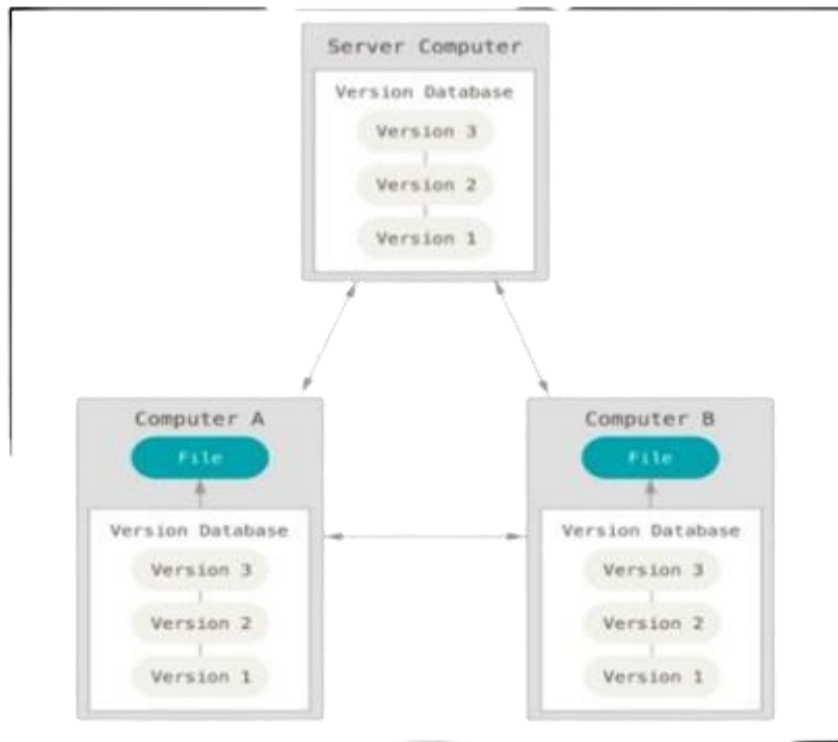 Server Computer
Version Database
Version 3
Version 2
Version 1
Computer A
File
Version Database
Version 3
Version 2
Version 1
Computer B
File
Version Database
Version 3
Version 2
Version 1